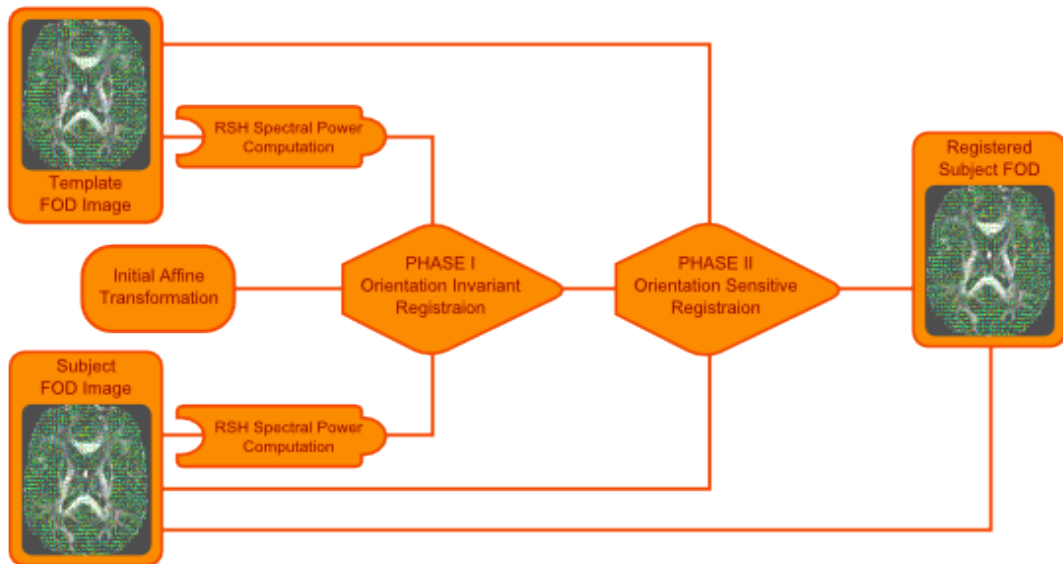 Template
FOD Image
RSH Spectral Power
Computation
Initial Affine
Transformation
PHASE I
Orientation Invariant
Registraion
PHASE II
Orientation Sensitive
Registraion
Registered
Subject FOD
Subject
FOD Image
RSH Spectral Power
Computation